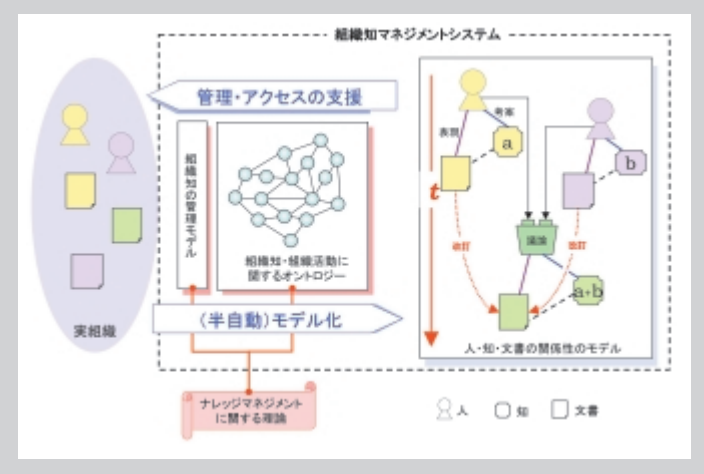 組織知マネジメントシステム
管理・アクセスの支援
組織知の管理モデル
組織知・組織活動に
関するオントロジー
実組織
(半自動)モデル化
ナレッジマネジメント
に関する理論
t
表現
考案
a
b
議論
改訂
改訂
a+b
人・知・文書の関係性のモデル
人
知
文書